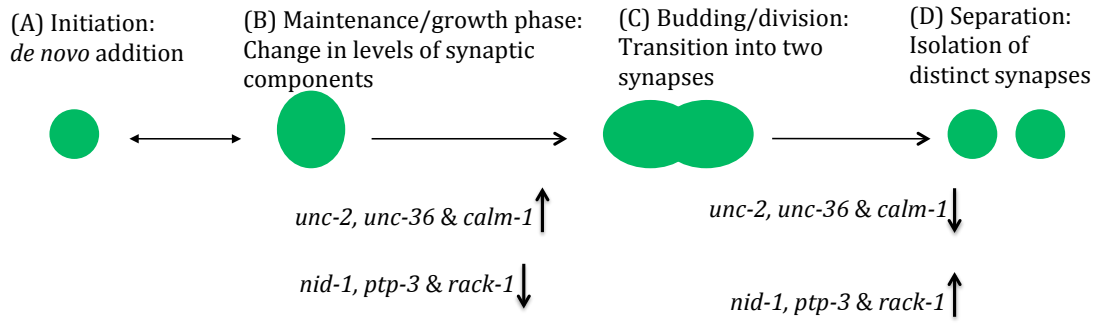 (A) Initiation:
de novo addition
(B) Maintenance/growth phase:
Change in levels of synaptic
components
(C) Budding/division:
Transition into two
synapses
(D) Separation:
Isolation of
distinct synapses
unc-2, unc-36 & calm-1
nid-1, ptp-3 & rack-1
unc-2, unc-36 & calm-1
nid-1, ptp-3 & rack-1